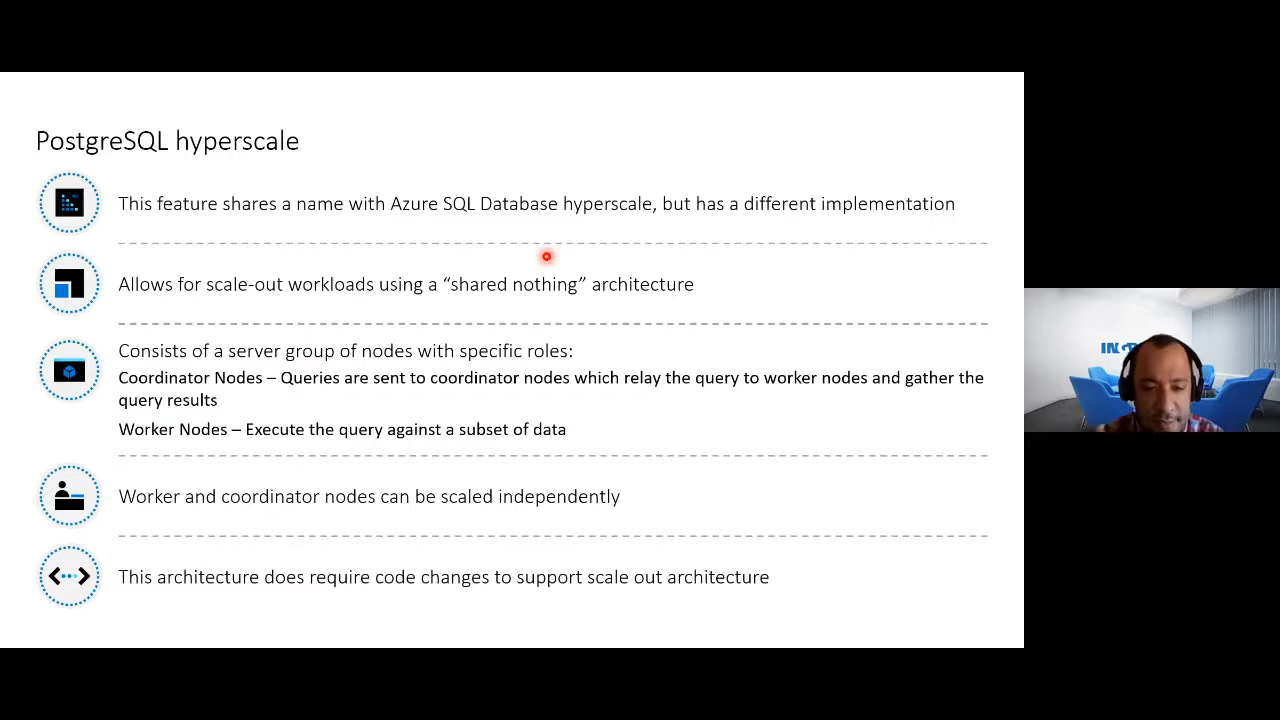 PostgreSQL hyperscale
This feature shares a name with Azure SQL Database hyperscale, but has a different implementation
Allows for scale-out workloads using a “shared nothing” architecture
Consists of a server group of nodes with specific roles:
Coordinator Nodes – Queries are sent to coordinator nodes which relay the query to worker nodes and gather the
query results
Worker Nodes – Execute the query against a subset of data
Worker and coordinator nodes can be scaled independently
This architecture does require code changes to support scale out architecture